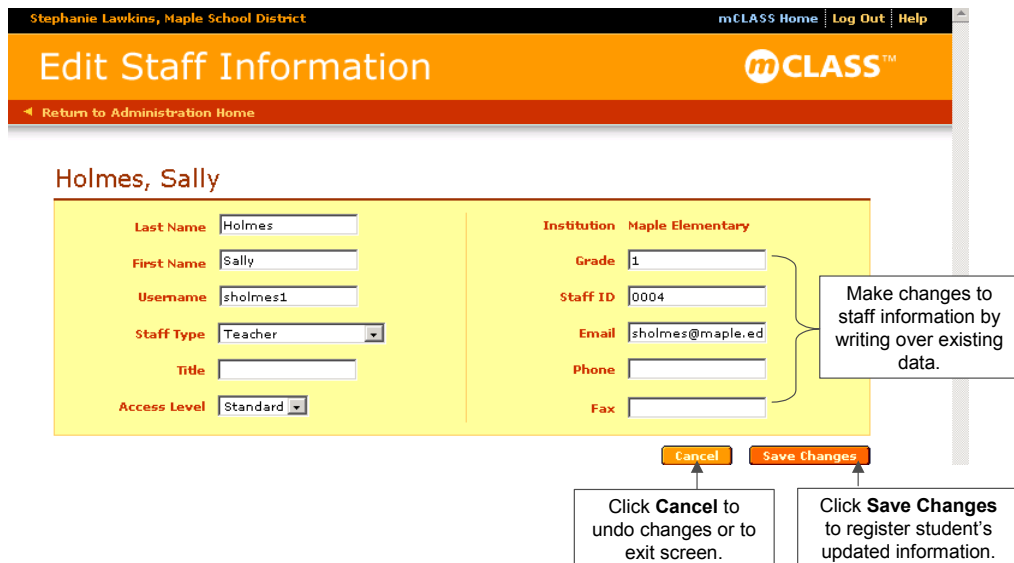 Stephanie Lawkins, Maple School District
mCLASS Home Log Out Help
Edit Staff Information
mCLASS™
Return to Administration Home
Holmes, Sally
Last Name Holmes
First Name Sally
Username sholmes1
Staff Type Teacher
Title
Access Level Standard
Institution Maple Elementary
Grade 1
Staff ID 0004
Email sholmes@maple.ed
Phone
Fax
Make changes to
staff information by
writing over existing
data.
Cancel Save Changes
Click Cancel to
undo changes or to
exit screen.
Click Save Changes
to register student's
updated information.